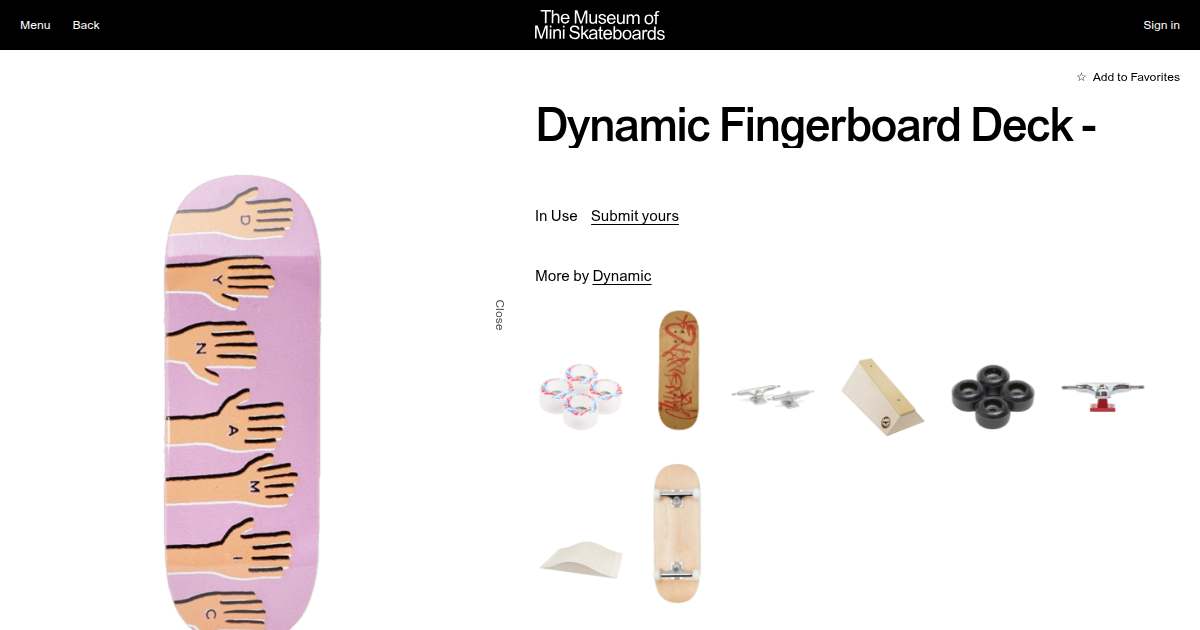 Menu
Back
The Museum of
Mini Skateboards
Sign in
☆ Add to Favorites
Dynamic Fingerboard Deck -
In Use
Submit yours
More by Dynamic
Close
D
Y
N
A
M
I
C